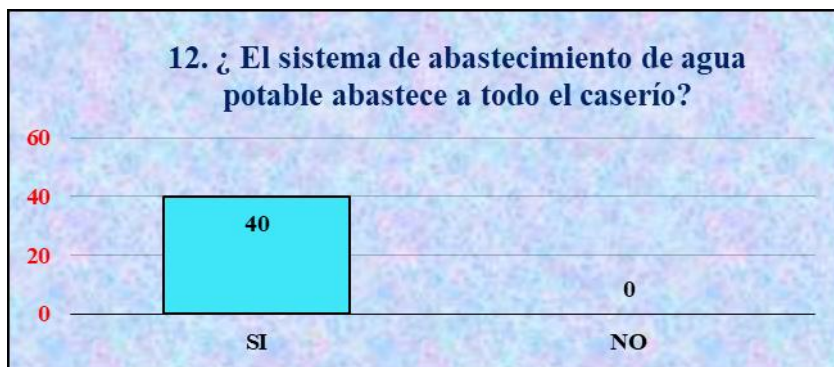 12. ¿ El sistema de abastecimiento de agua
potable abastece a todo el caserío?
60
40
20
0
40
0
SI
NO